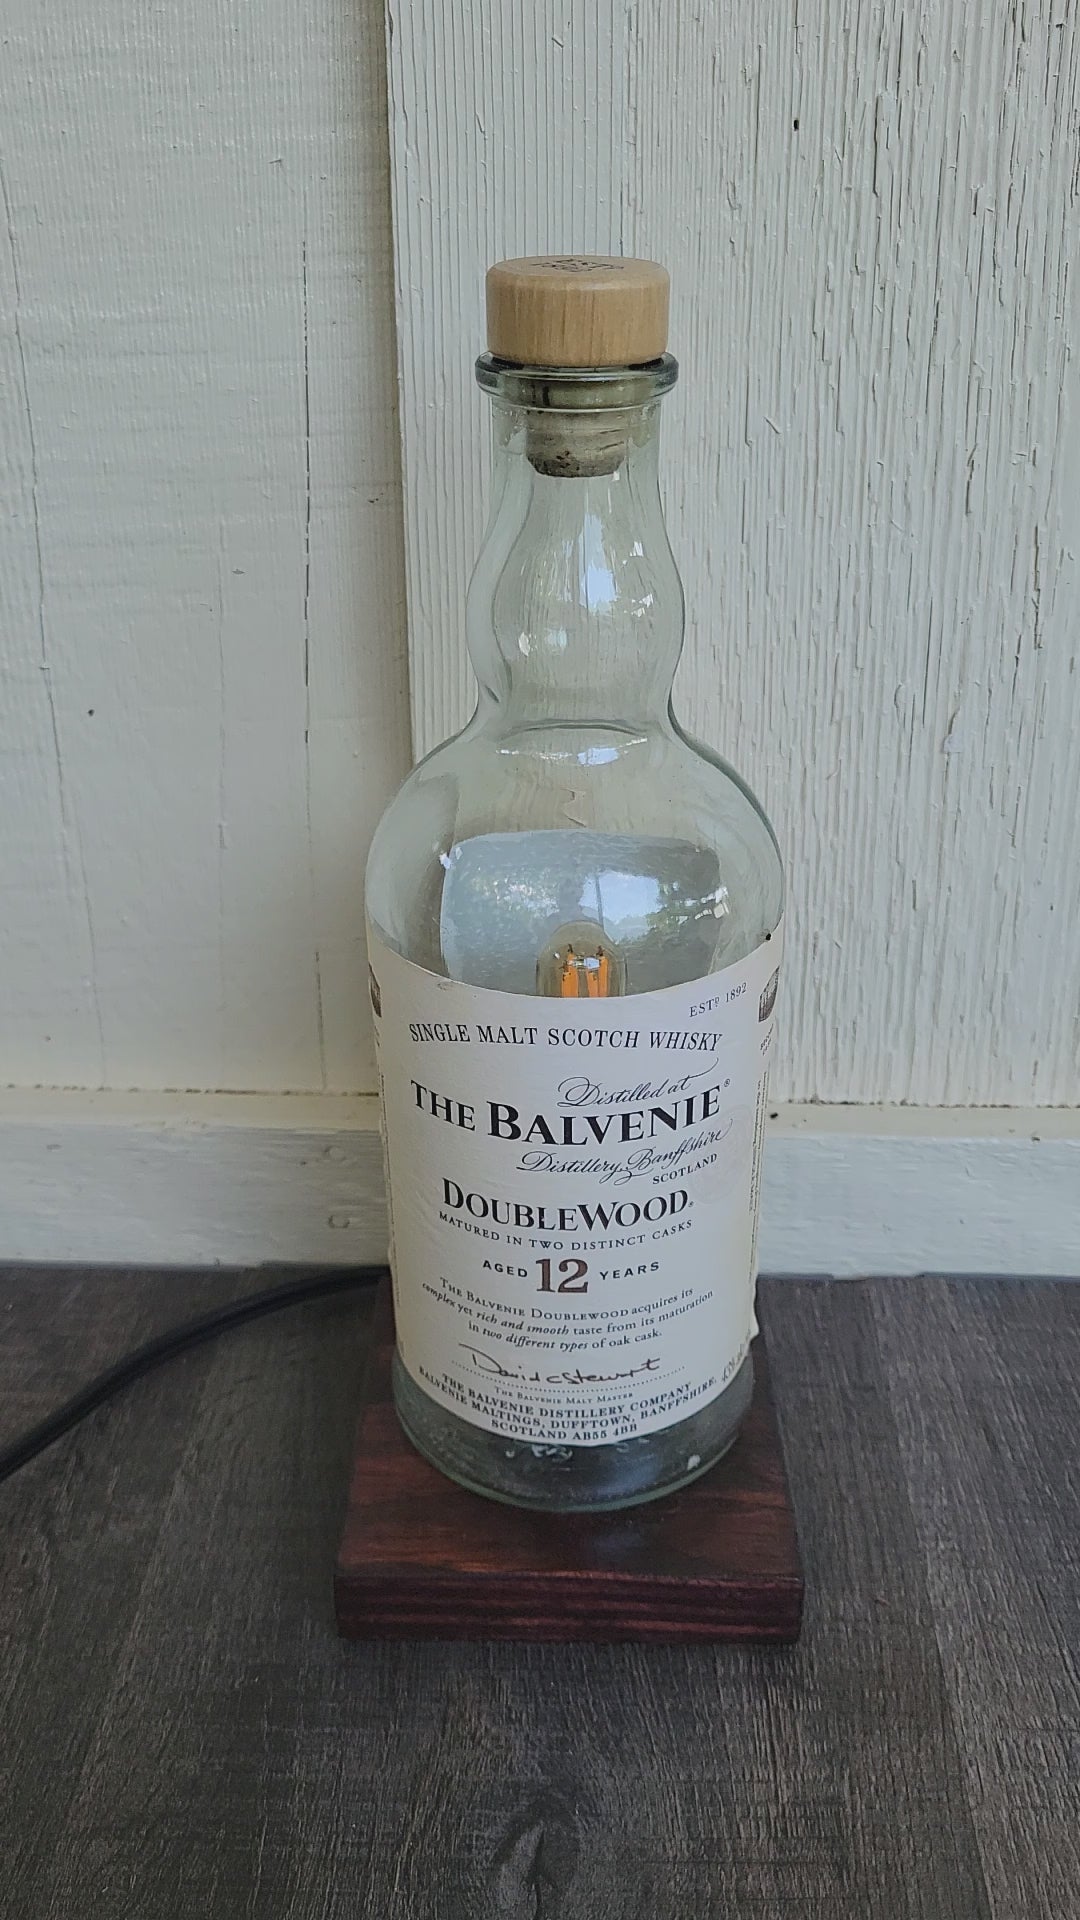 ESTD
ESTD 1892
SINGLE MALT SCOTCH WHISKY
Distilled at
THE BALVENIE®
Distillery, Banffshire
SCOTLAND
DOUBLEWOOD®
MATURED IN TWO DISTINCT CASKS
AGED 12 YEARS
THE BALVENIE DOUBLEWOOD acquires its
complex yet rich and smooth taste from its maturation
in two different types of oak cask.
David C Stewart
THE BALVENIE MALT MASTER
THE BALVENIE DISTILLERY COMPANY
BALVENIE MALTINGS, DUFFTOWN, BANFFSHIRE,
SCOTLAND AB55 4BB